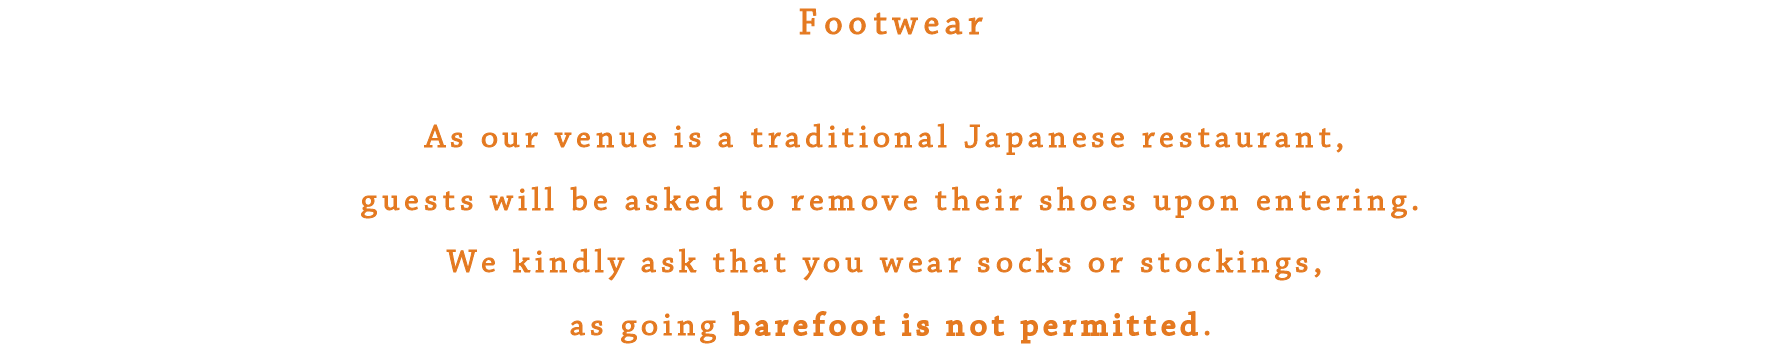 Footwear
As our venue is a traditional Japanese restaurant,
guests will be asked to remove their shoes upon entering.
We kindly ask that you wear socks or stockings,
as going barefoot is not permitted.